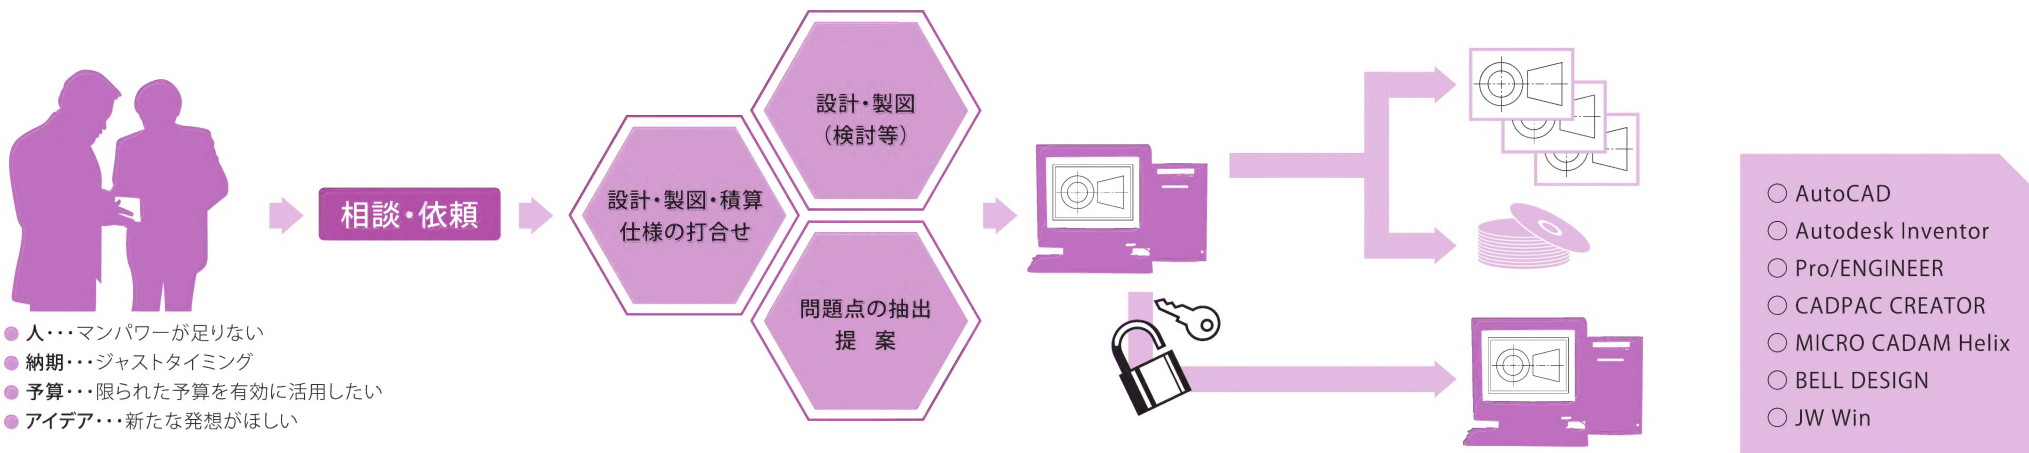 人・・・マンパワーが足りない
納期・・・ジャストタイミング
予算・・・限られた予算を有効に活用したい
アイデア・・・新たな発想がほしい
相談・依頼
設計・製図・積算
仕様の打合せ
設計・製図
（検討等）
問題点の抽出
提　案
○ AutoCAD
○ Autodesk Inventor
○ Pro/ENGINEER
○ CADPAC CREATOR
○ MICRO CADAM Helix
○ BELL DESIGN
○ JW Win